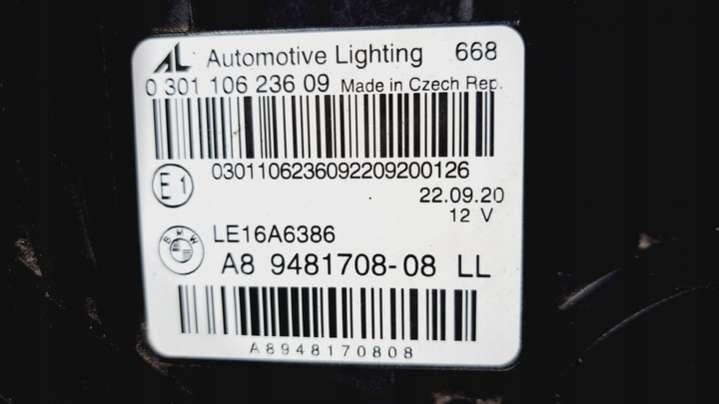 AL Automotive Lighting 668
0 301 106 236 09 Made in Czech Rep.
0301106236092209200126
E1
22.09.20
12 V
BMW
LE16A6386
A8 9481708-08 LL
A8948170808